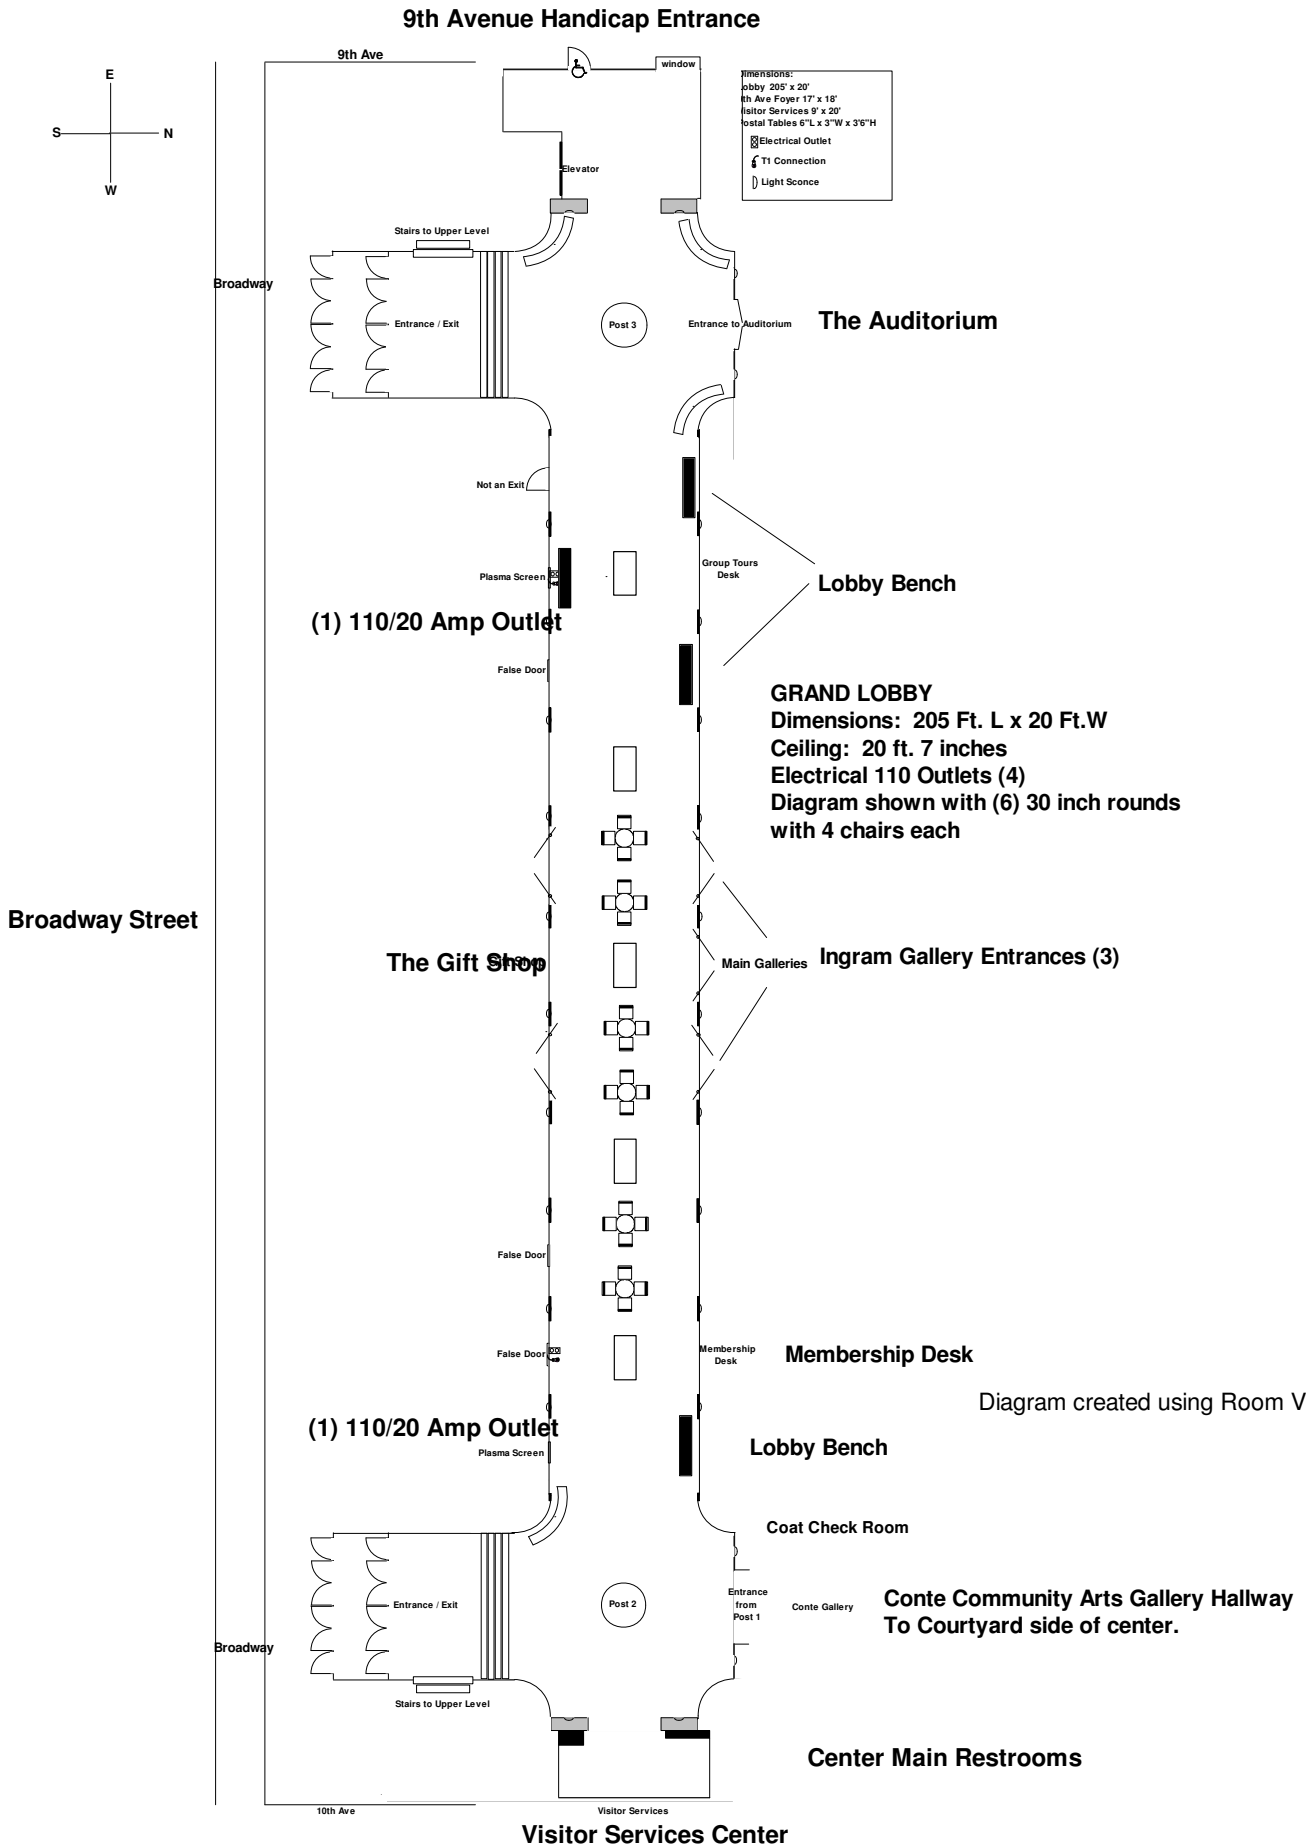 9th Avenue Handicap Entrance
9th Ave
window
E
S
N
W
Dimensions:
Lobby 205' x 20'
9th Ave Foyer 17' x 18'
Visitor Services 9' x 20'
Postal Tables 6"L x 3"W x 3'6"H
Electrical Outlet
T1 Connection
Light Sconce
Elevator
Stairs to Upper Level
Broadway
Entrance / Exit
Post 3
Entrance to Auditorium
The Auditorium
Not an Exit
Plasma Screen
Group Tours
Desk
Lobby Bench
(1) 110/20 Amp Outlet
False Door
GRAND LOBBY
Dimensions: 205 Ft. L x 20 Ft.W
Ceiling: 20 ft. 7 inches
Electrical 110 Outlets (4)
Diagram shown with (6) 30 inch rounds
with 4 chairs each
Broadway Street
The Gift Shop
Gift Shop
Main Galleries
Ingram Gallery Entrances (3)
False Door
False Door
Membership
Desk
Membership Desk
Diagram created using Room V
(1) 110/20 Amp Outlet
Plasma Screen
Lobby Bench
Coat Check Room
Entrance / Exit
Post 2
Entrance
from
Post 1
Conte Gallery
Conte Community Arts Gallery Hallway
To Courtyard side of center.
Broadway
Stairs to Upper Level
Center Main Restrooms
10th Ave
Visitor Services
Visitor Services Center